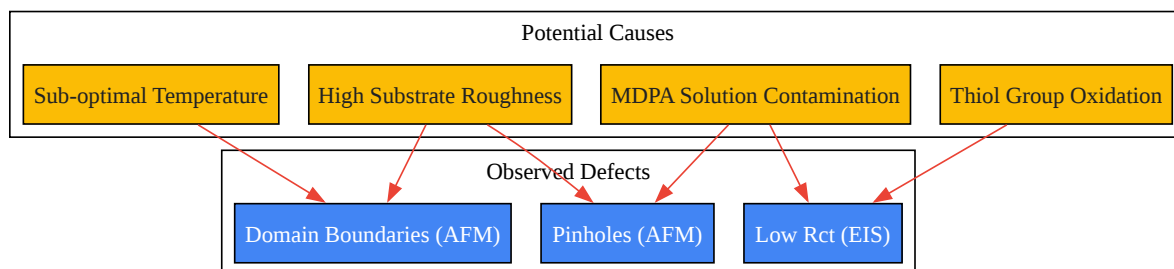 Potential Causes
Sub-optimal Temperature
High Substrate Roughness
MDPA Solution Contamination
Thiol Group Oxidation
Observed Defects
Domain Boundaries (AFM)
Pinholes (AFM)
Low Rct (EIS)